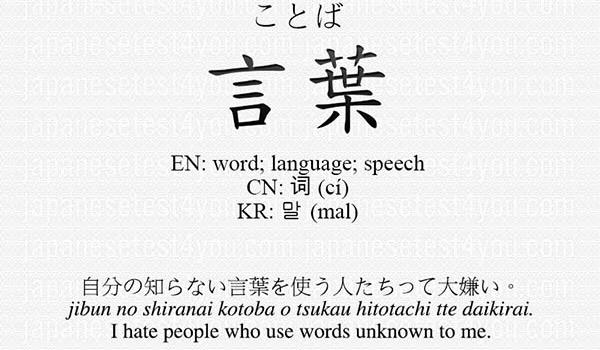 ことば
言葉
EN: word; language; speech
CN: 词 (cí)
KR: 말 (mal)
自分の知らない言葉を使う人たちって大嫌い。
jibun no shiranai kotoba o tsukau hitotachi tte daikirai.
I hate people who use words unknown to me.
japanesetest4you.com